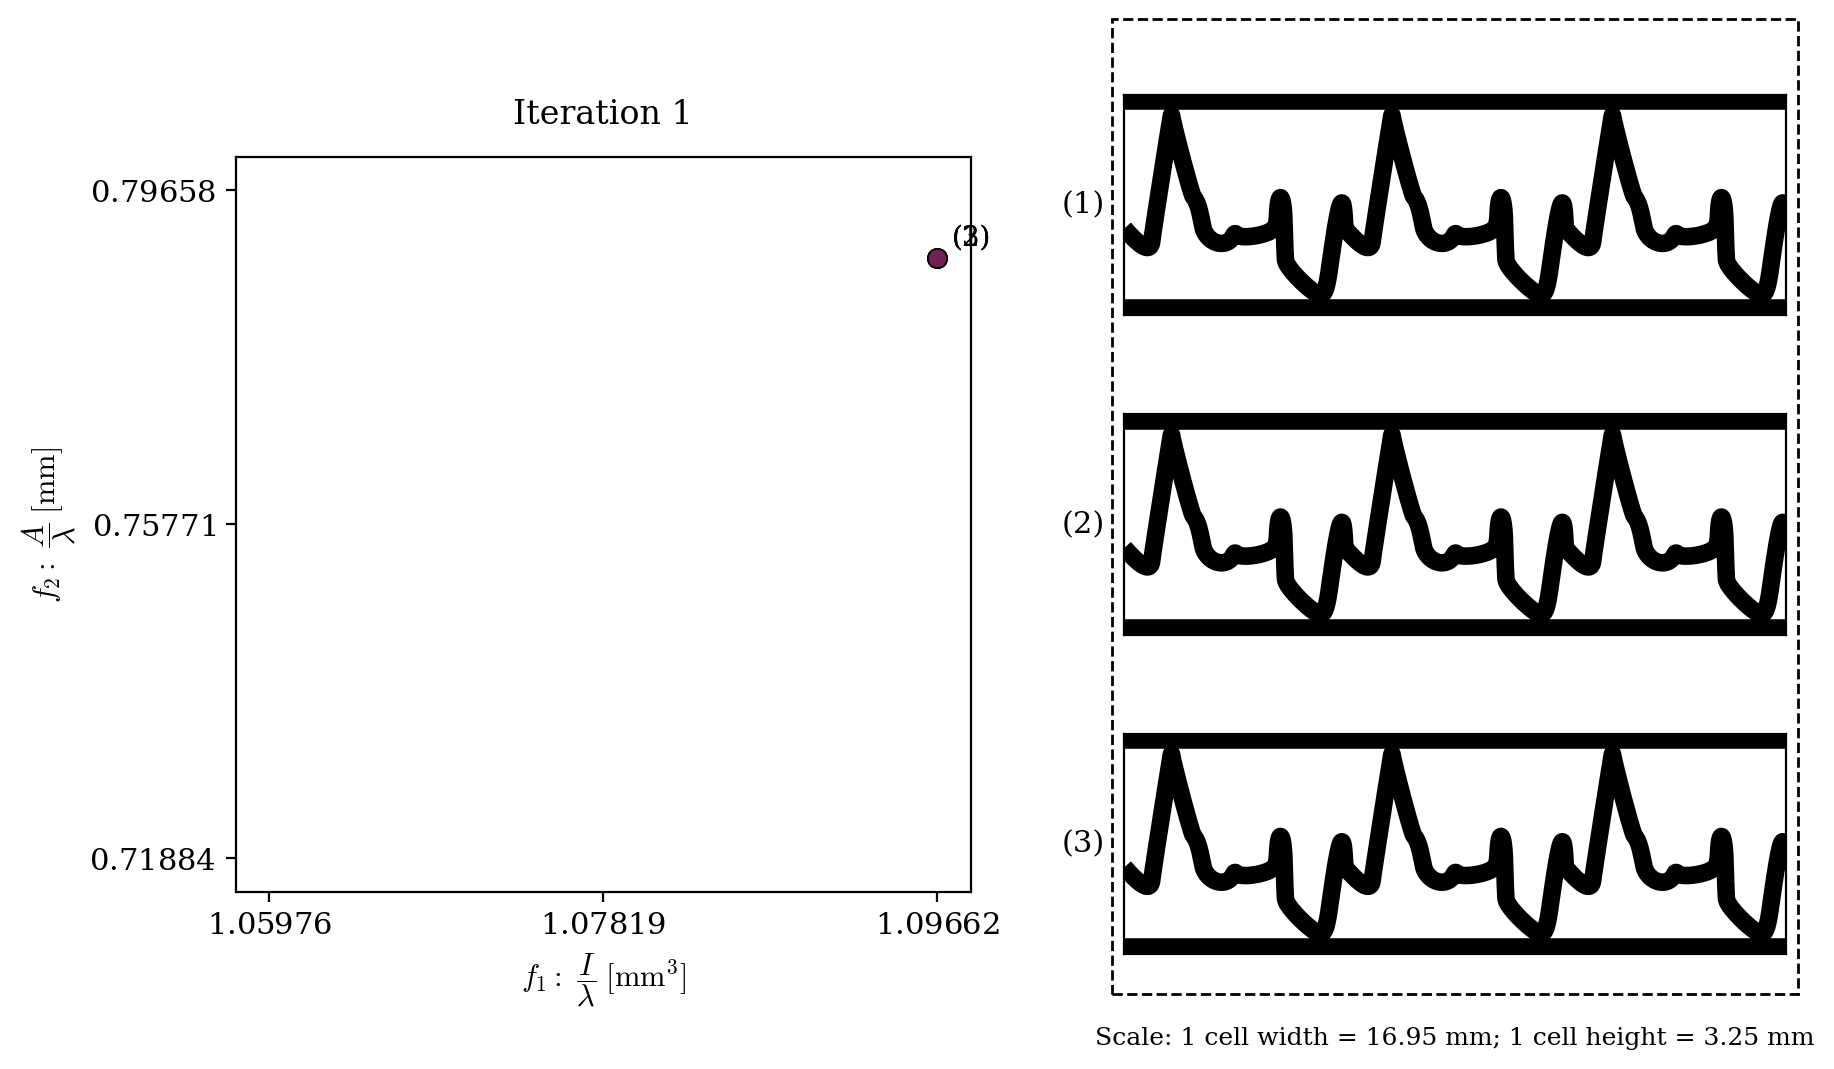 Iteration 1
0.79658
0.75771
0.71884
f₂ : A/λ [mm]
1.05976 1.07819 1.09662
f₁ : I/λ [mm³]
(1)
(2)
(3)
Scale: 1 cell width = 16.95 mm; 1 cell height = 3.25 mm